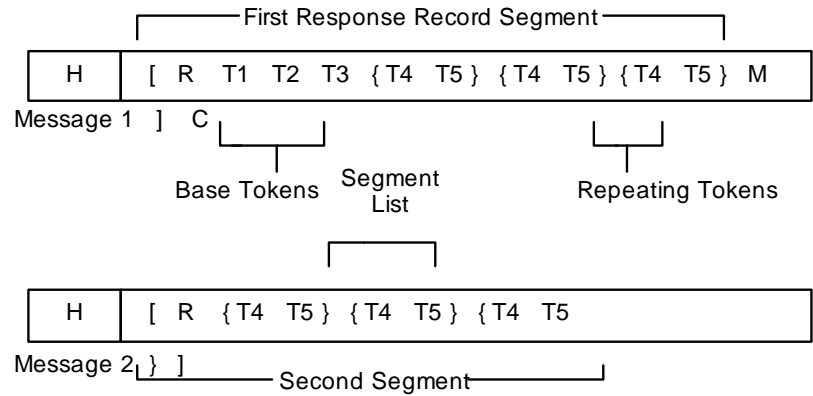 First Response Record Segment
H [ R T1 T2 T3 { T4 T5 } { T4 T5 } { T4 T5 } M
Message 1 ] C
Base Tokens
Segment
List
Repeating Tokens
H [ R { T4 T5 } { T4 T5 } { T4 T5
Message 2 } ]
Second Segment